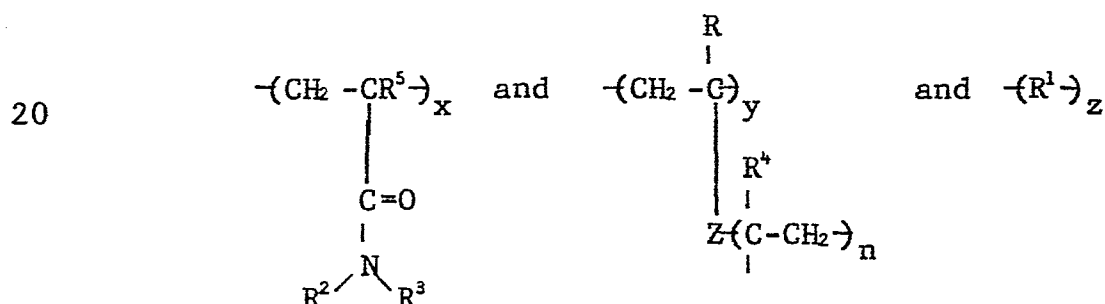 R
20 -(CH₂ -CR⁵-)x and -(CH₂ -C-)y and -(R¹-)z
R⁴
C=O Z-(C-CH₂-)n
N
R² R³